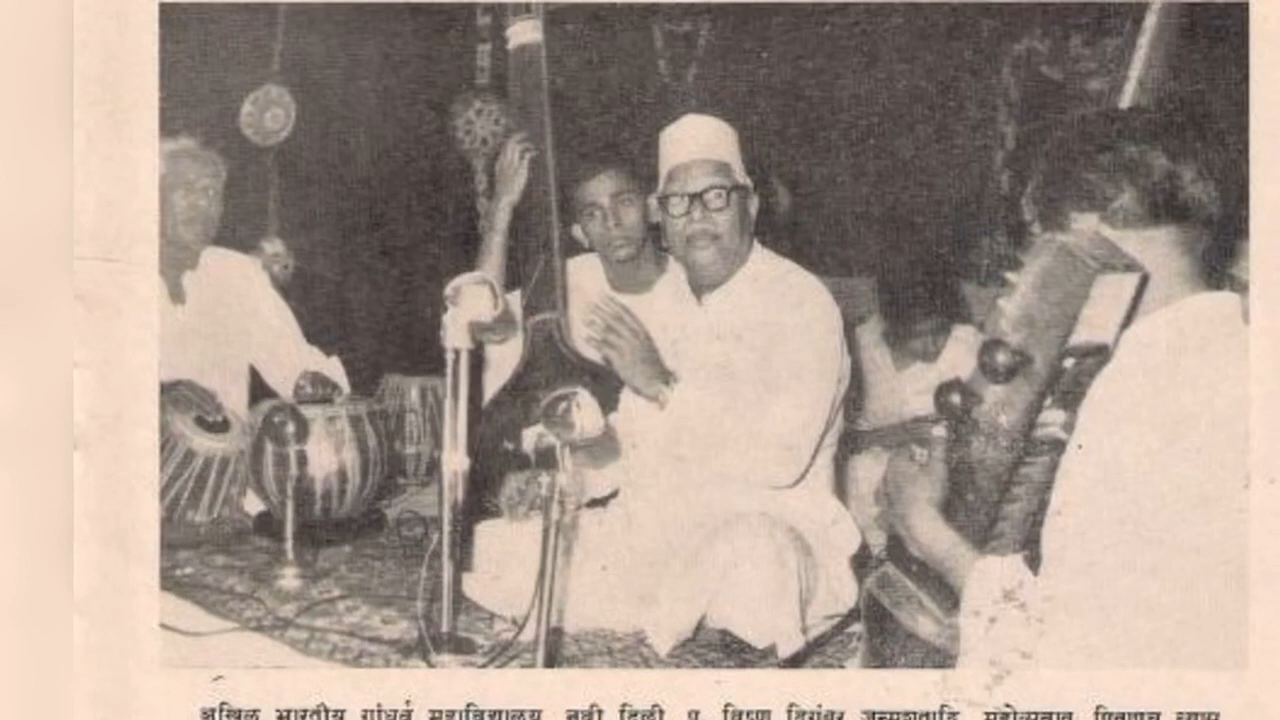 अखिल भारतीय गांधर्व महाविद्यालय, नवी दिल्ली. प. विष्णु दिगंबर जन्मशताब्दि महोत्सवात